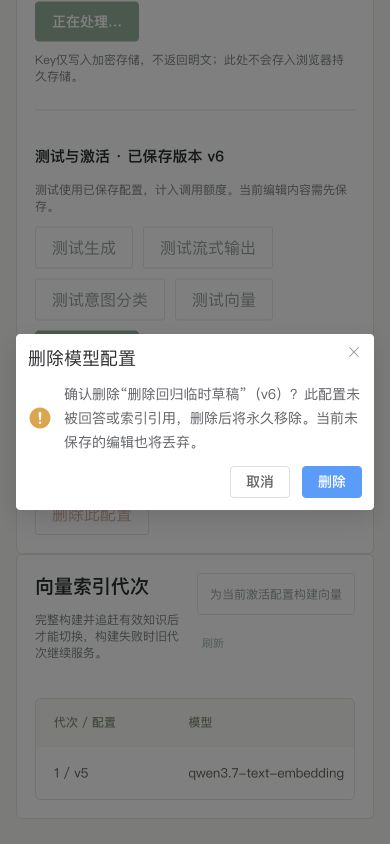 正在处理...
Key仅写入加密存储，不返回明文；此处不会存入浏览器持
久存储。
测试与激活 · 已保存版本 v6
测试使用已保存配置，计入调用额度。当前编辑内容需先保
存。
测试生成
测试流式输出
测试意图分类
测试向量
删除模型配置
确认删除“删除回归临时草稿”（v6）？此配置未
被回答或索引引用，删除后将永久移除。当前未
保存的编辑也将丢弃。
取消
删除
删除此配置
向量索引代次
为当前激活配置构建向量
完整构建并追赶有效知识后
才能切换，构建失败时旧代
次继续服务。
刷新
代次 / 配置
模型
1 / v5
qwen3.7-text-embedding